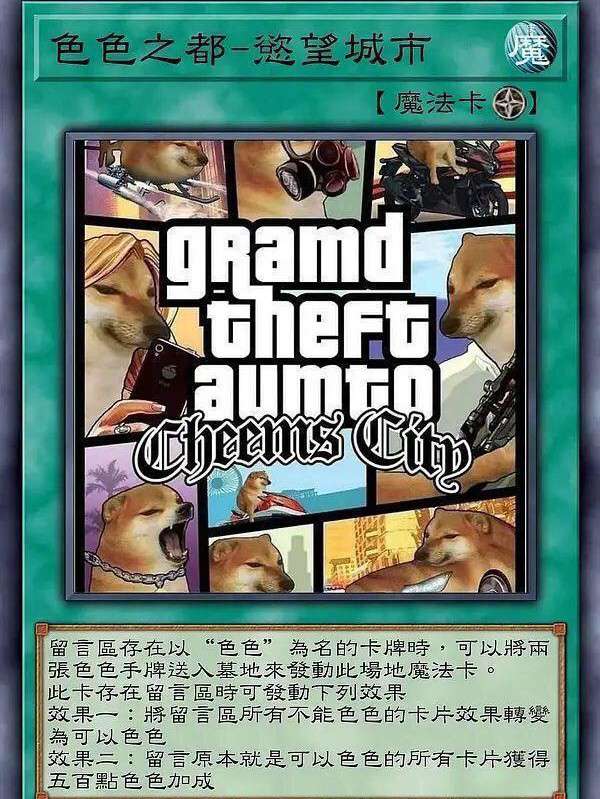 色色之都-慾望城市
魔
【魔法卡】
gRamd
theft
aumto
Cheems City
留言區存在以“色色”為名的卡牌時，可以將兩
張色色手牌送入墓地來發動此場地魔法卡。
此卡存在留言區時可發動下列效果
效果一：將留言區所有不能色色的卡片效果轉變
為可以色色
效果二：留言原本就是可以色色的所有卡片獲得
五百點色色加成